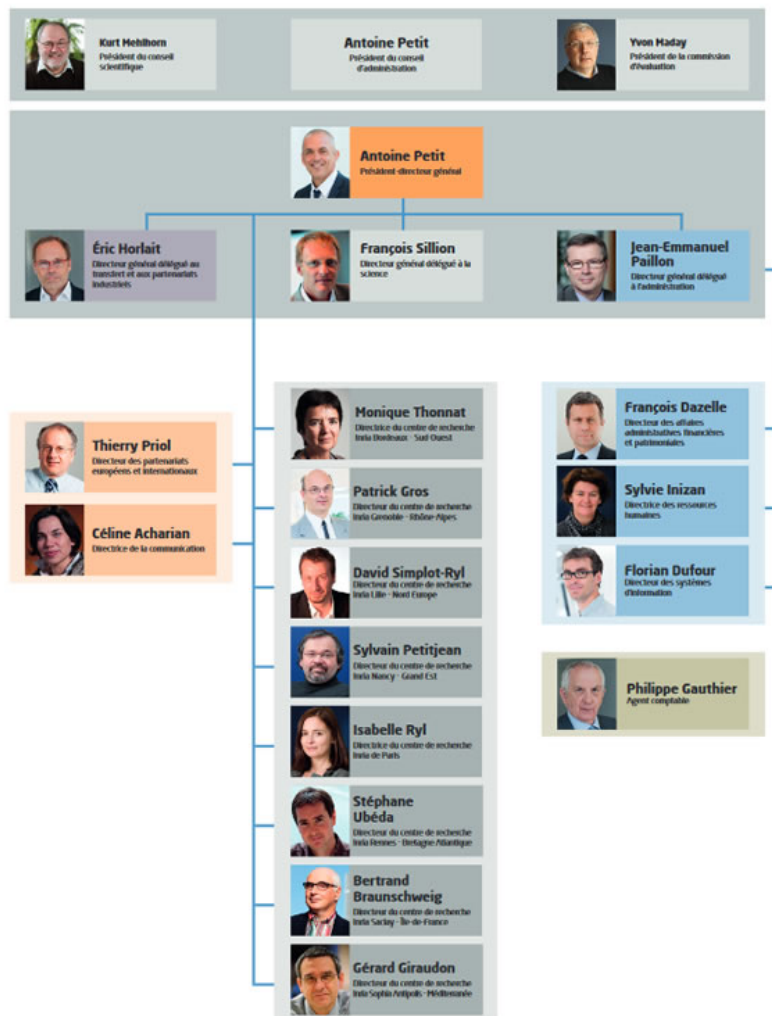 Kurt Mehlhorn
Président du conseil
scientifique
Antoine Petit
Président du conseil
d'administration
Yvon Maday
Président de la commission
d'évaluation
Antoine Petit
Président-directeur général
Éric Horlait
Directeur général délégué au
transfert et aux partenariats
industriels
François Sillion
Directeur général délégué à la
science
Jean-Emmanuel
Paillon
Directeur général délégué
à l'administration
Thierry Priol
Directeur des partenariats
européens et internationaux
Céline Acharian
Directrice de la communication
Monique Thonnat
Directrice du centre de recherche
Inria Bordeaux - Sud Ouest
Patrick Gros
Directeur du centre de recherche
Inria Grenoble - Rhône-Alpes
David Simplot-Ryl
Directeur du centre de recherche
Inria Lille - Nord Europe
Sylvain Petitjean
Directeur du centre de recherche
Inria Nancy - Grand Est
Isabelle Ryl
Directrice du centre de recherche
Inria de Paris
Stéphane
Ubéda
Directeur du centre de recherche
Inria Rennes - Bretagne Atlantique
Bertrand
Braunschweig
Directeur du centre de recherche
Inria Saclay - Île-de-France
Gérard Giraudon
Directeur du centre de recherche
Inria Sophia Antipolis - Méditerranée
François Dazelle
Directeur des affaires
administratives financières
et patrimoniales
Sylvie Inizan
Directrice des ressources
humaines
Florian Dufour
Directeur des systèmes
d'information
Philippe Gauthier
Agent comptable